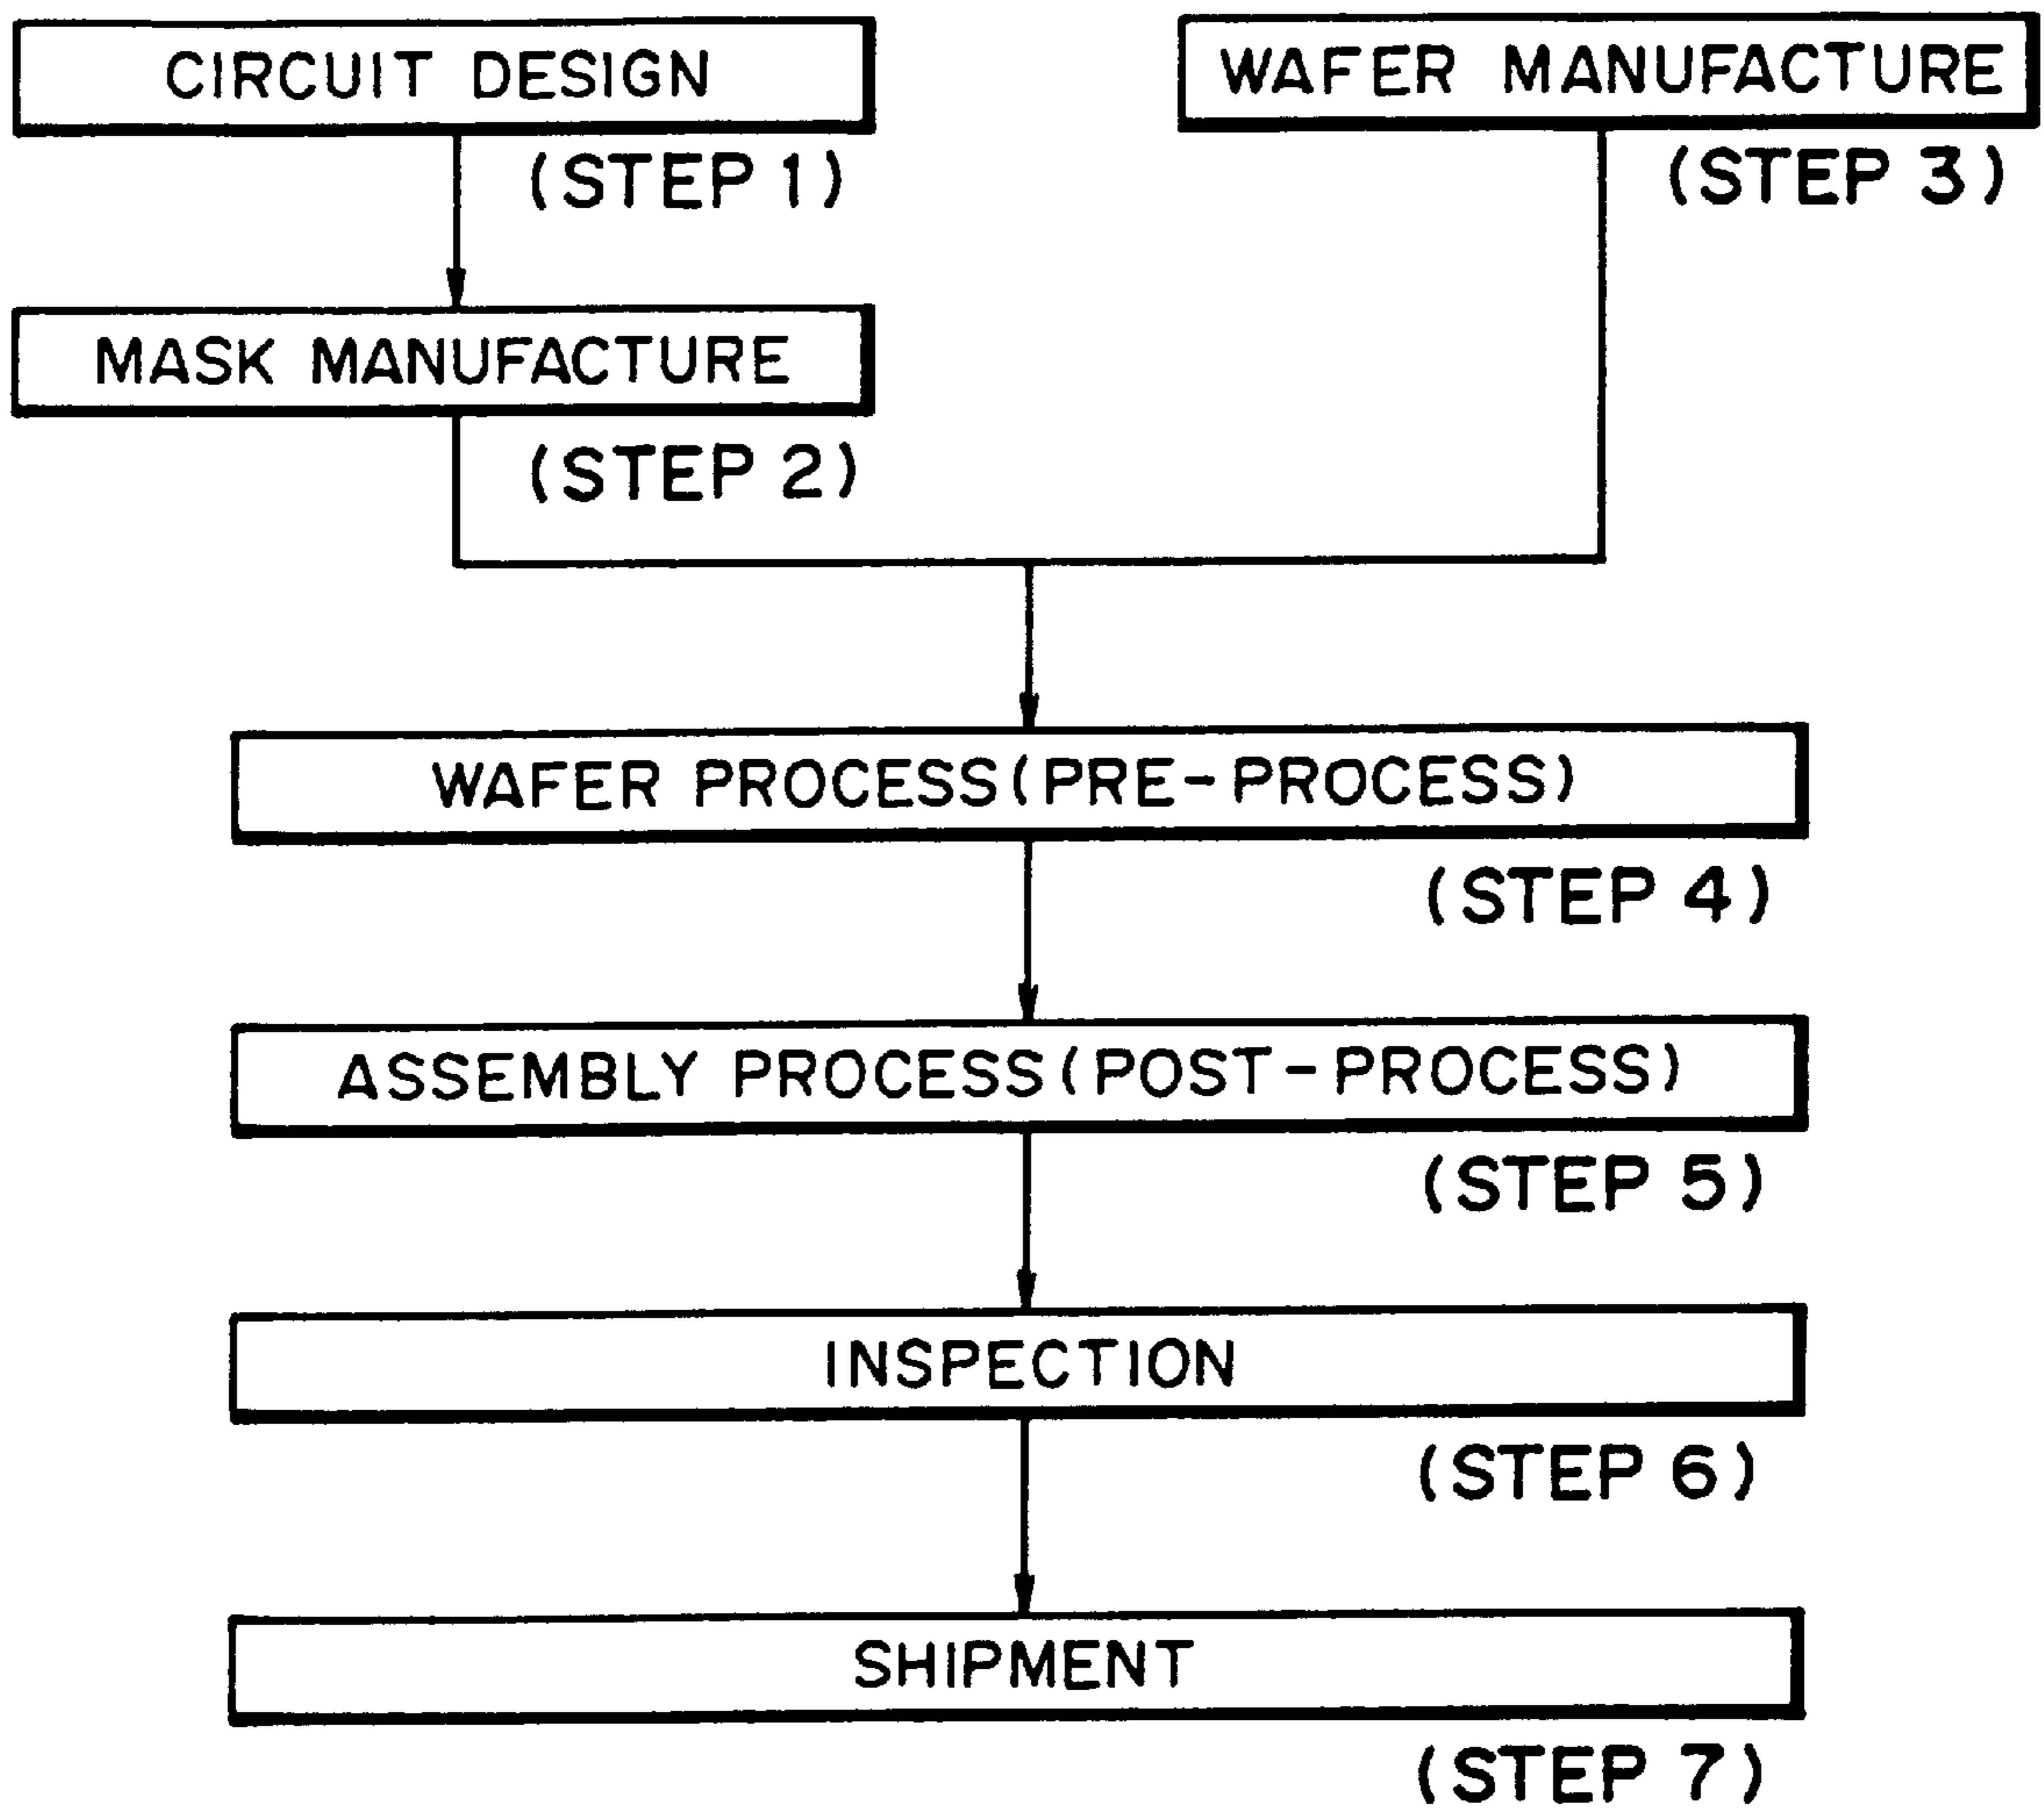 CIRCUIT DESIGN
(STEP 1)
WAFER MANUFACTURE
(STEP 3)
MASK MANUFACTURE
(STEP 2)
WAFER PROCESS(PRE-PROCESS)
(STEP 4)
ASSEMBLY PROCESS(POST-PROCESS)
(STEP 5)
INSPECTION
(STEP 6)
SHIPMENT
(STEP 7)